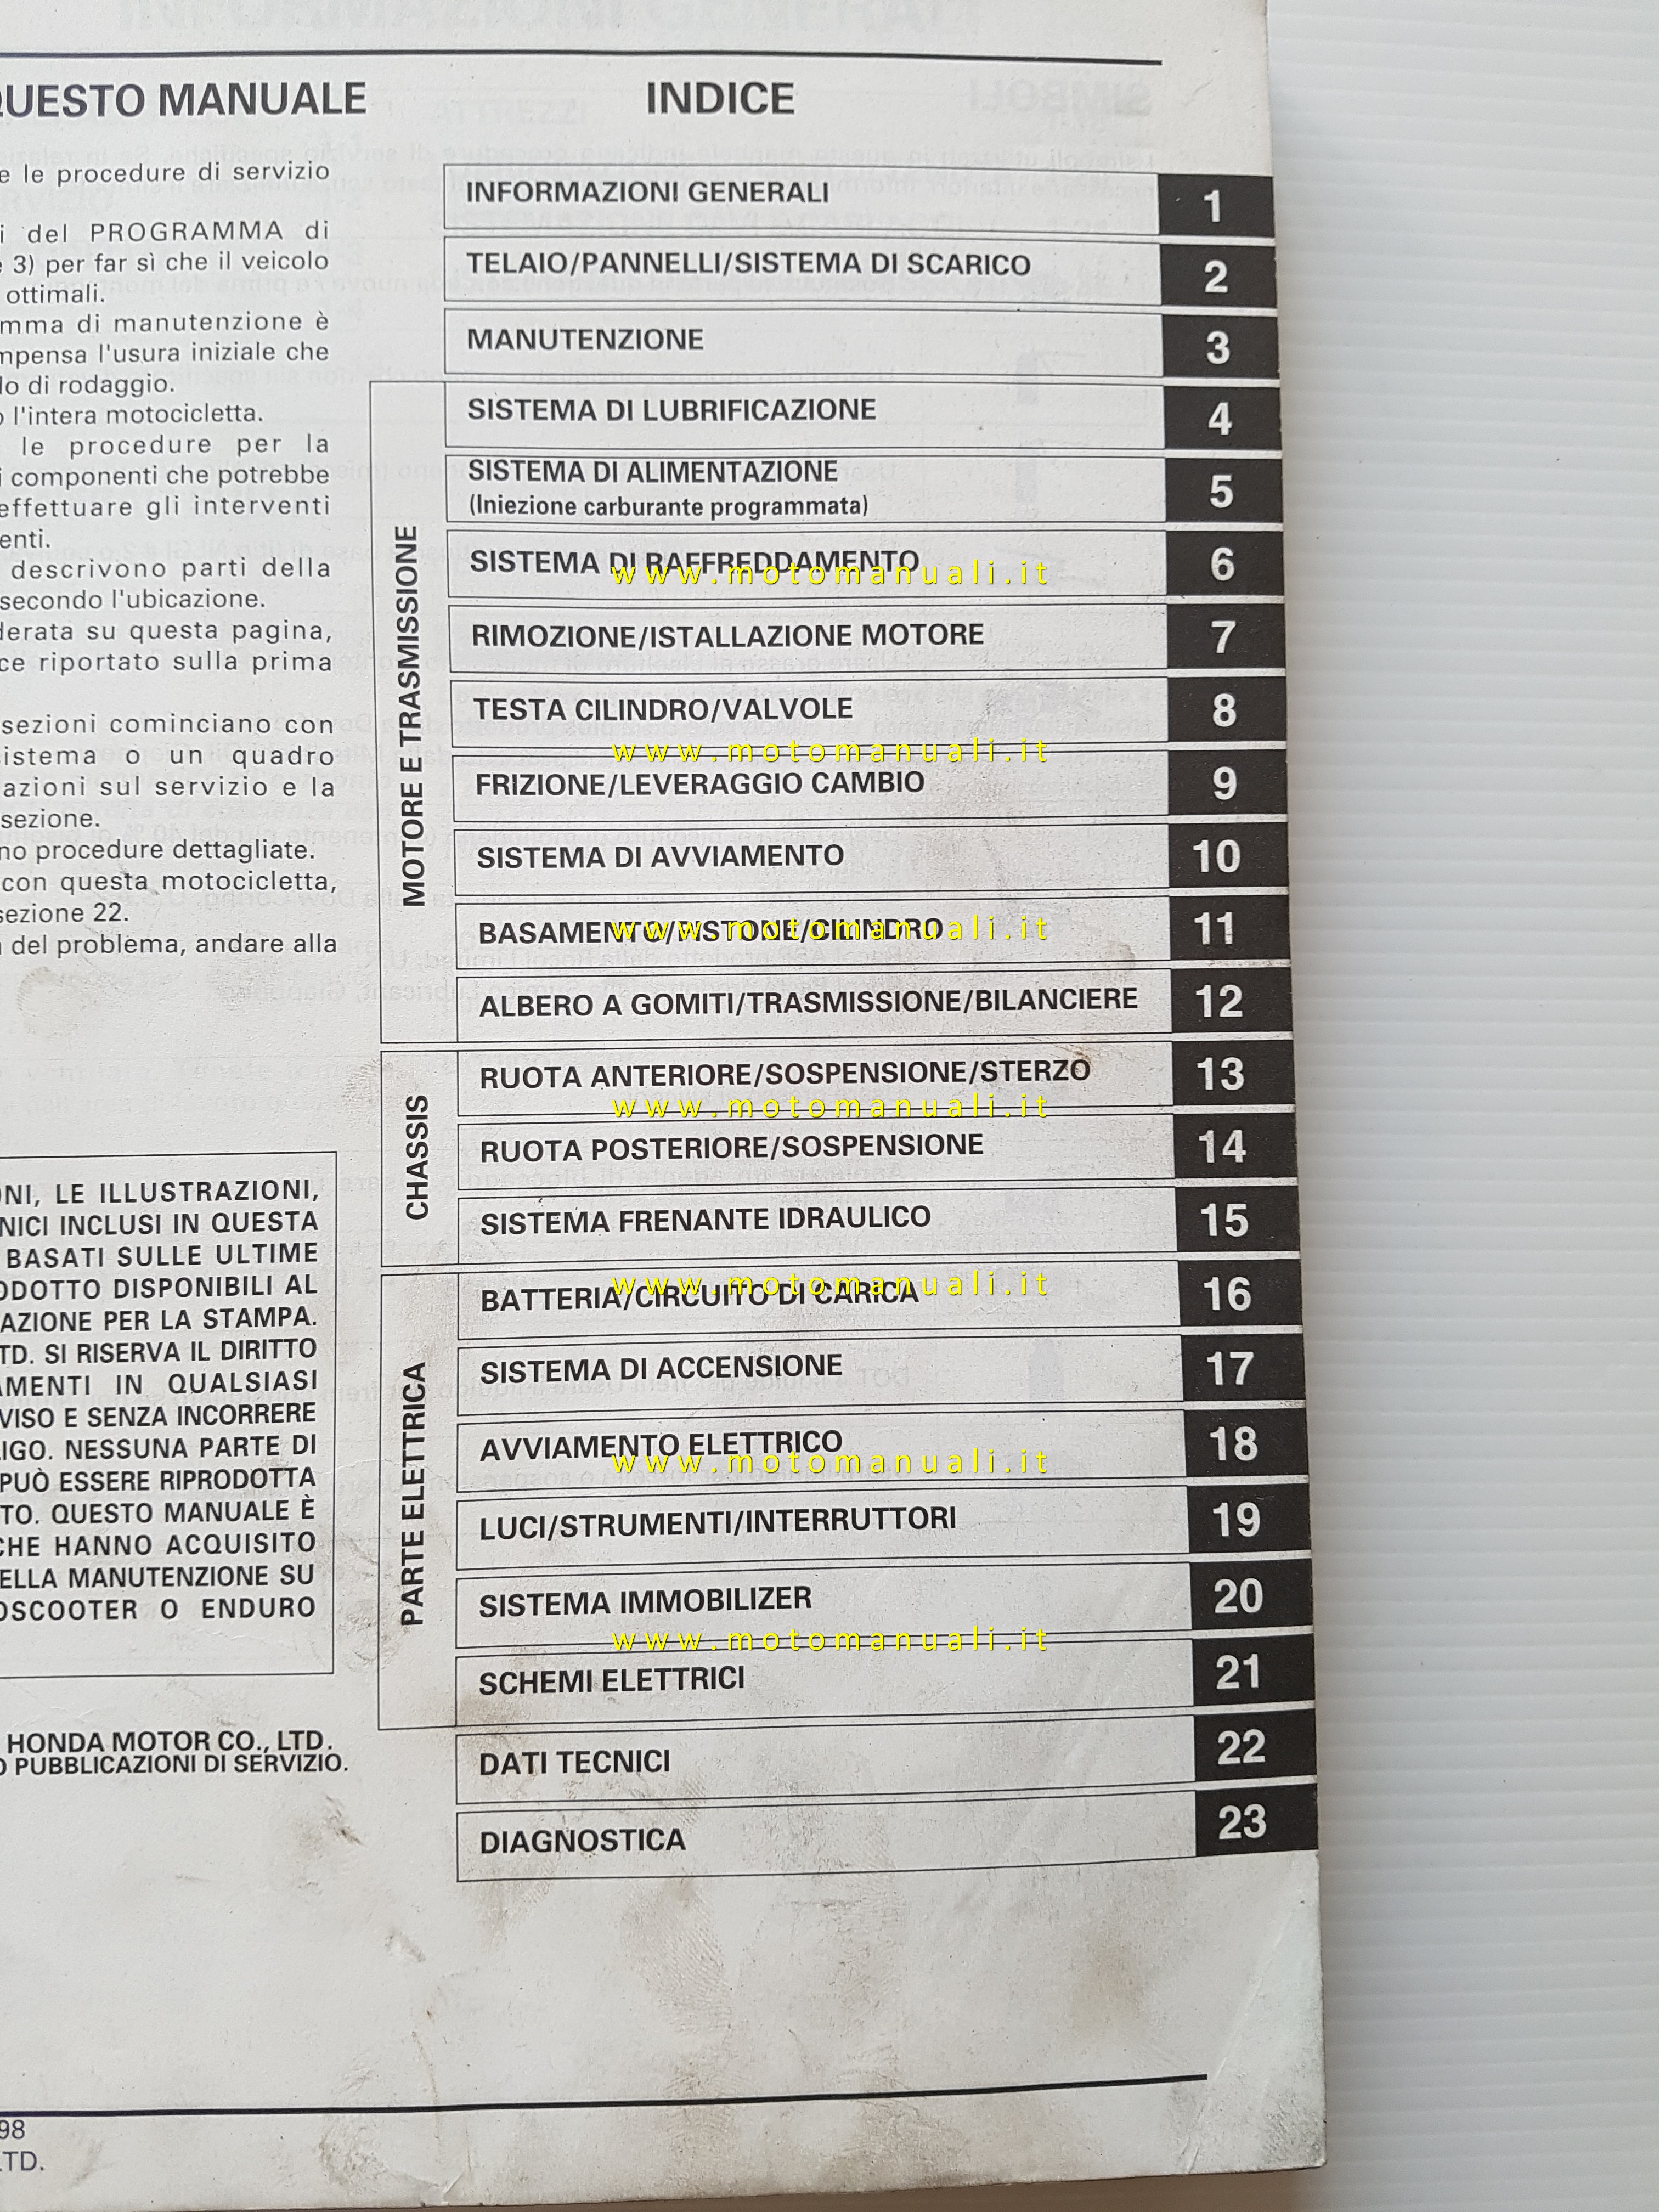 QUESTO MANUALE
e le procedure di servizio
i del PROGRAMMA di
e 3) per far sì che il veicolo
ottimali.
mma di manutenzione è
mpensa l'usura iniziale che
do di rodaggio.
o l'intera motocicletta.
le procedure per la
i componenti che potrebbe
effettuare gli interventi
enti.
descrivono parti della
secondo l'ubicazione.
derata su questa pagina,
ce riportato sulla prima
sezioni cominciano con
istema o un quadro
azioni sul servizio e la
sezione.
no procedure dettagliate.
con questa motocicletta,
sezione 22.
del problema, andare alla
ONI, LE ILLUSTRAZIONI,
NICI INCLUSI IN QUESTA
BASATI SULLE ULTIME
ODOTTO DISPONIBILI AL
AZIONE PER LA STAMPA.
TD. SI RISERVA IL DIRITTO
AMENTI IN QUALSIASI
VISO E SENZA INCORRERE
LIGO. NESSUNA PARTE DI
PUÒ ESSERE RIPRODOTTA
TO. QUESTO MANUALE È
CHE HANNO ACQUISITO
ELLA MANUTENZIONE SU
OSCOOTER O ENDURO
HONDA MOTOR CO., LTD.
O PUBBLICAZIONI DI SERVIZIO.
98
LTD.
INDICE
INFORMAZIONI GENERALI 1
TELAIO/PANNELLI/SISTEMA DI SCARICO 2
MANUTENZIONE 3
MOTORE E TRASMISSIONE
SISTEMA DI LUBRIFICAZIONE 4
SISTEMA DI ALIMENTAZIONE
(Iniezione carburante programmata) 5
SISTEMA DI RAFFREDDAMENTO 6
www.motomanuali.it
RIMOZIONE/ISTALLAZIONE MOTORE 7
TESTA CILINDRO/VALVOLE 8
www.motomanuali.it
FRIZIONE/LEVERAGGIO CAMBIO 9
SISTEMA DI AVVIAMENTO 10
BASAMENTO/PISTONE/CILINDRO 11
www.motomanuali.it
ALBERO A GOMITI/TRASMISSIONE/BILANCIERE 12
CHASSIS
RUOTA ANTERIORE/SOSPENSIONE/STERZO 13
www.motomanuali.it
RUOTA POSTERIORE/SOSPENSIONE 14
SISTEMA FRENANTE IDRAULICO 15
PARTE ELETTRICA
www.motomanuali.it
BATTERIA/CIRCUITO DI CARICA 16
SISTEMA DI ACCENSIONE 17
AVVIAMENTO ELETTRICO 18
www.motomanuali.it
LUCI/STRUMENTI/INTERRUTTORI 19
SISTEMA IMMOBILIZER 20
www.motomanuali.it
SCHEMI ELETTRICI 21
DATI TECNICI 22
DIAGNOSTICA 23